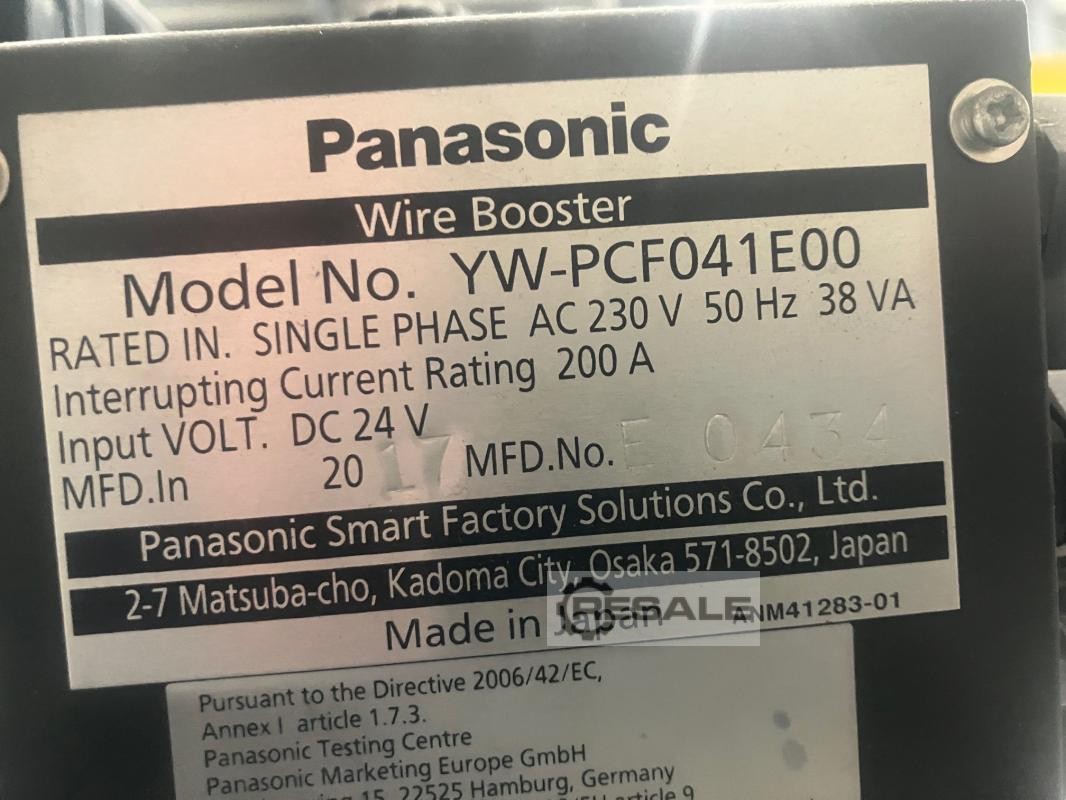 Panasonic
Wire Booster
Model No. YW-PCF041E00
RATED IN. SINGLE PHASE AC 230 V 50 Hz 38 VA
Interrupting Current Rating 200 A
Input VOLT. DC 24 V
MFD.In 20 17 MFD.No. E 0434
Panasonic Smart Factory Solutions Co., Ltd.
2-7 Matsuba-cho, Kadoma City, Osaka 571-8502, Japan
Made in Japan ANM41283-01
RESALE
Pursuant to the Directive 2006/42/EC,
Annex I article 1.7.3.
Panasonic Testing Centre
Panasonic Marketing Europe GmbH
15, 22525 Hamburg, Germany
article 9